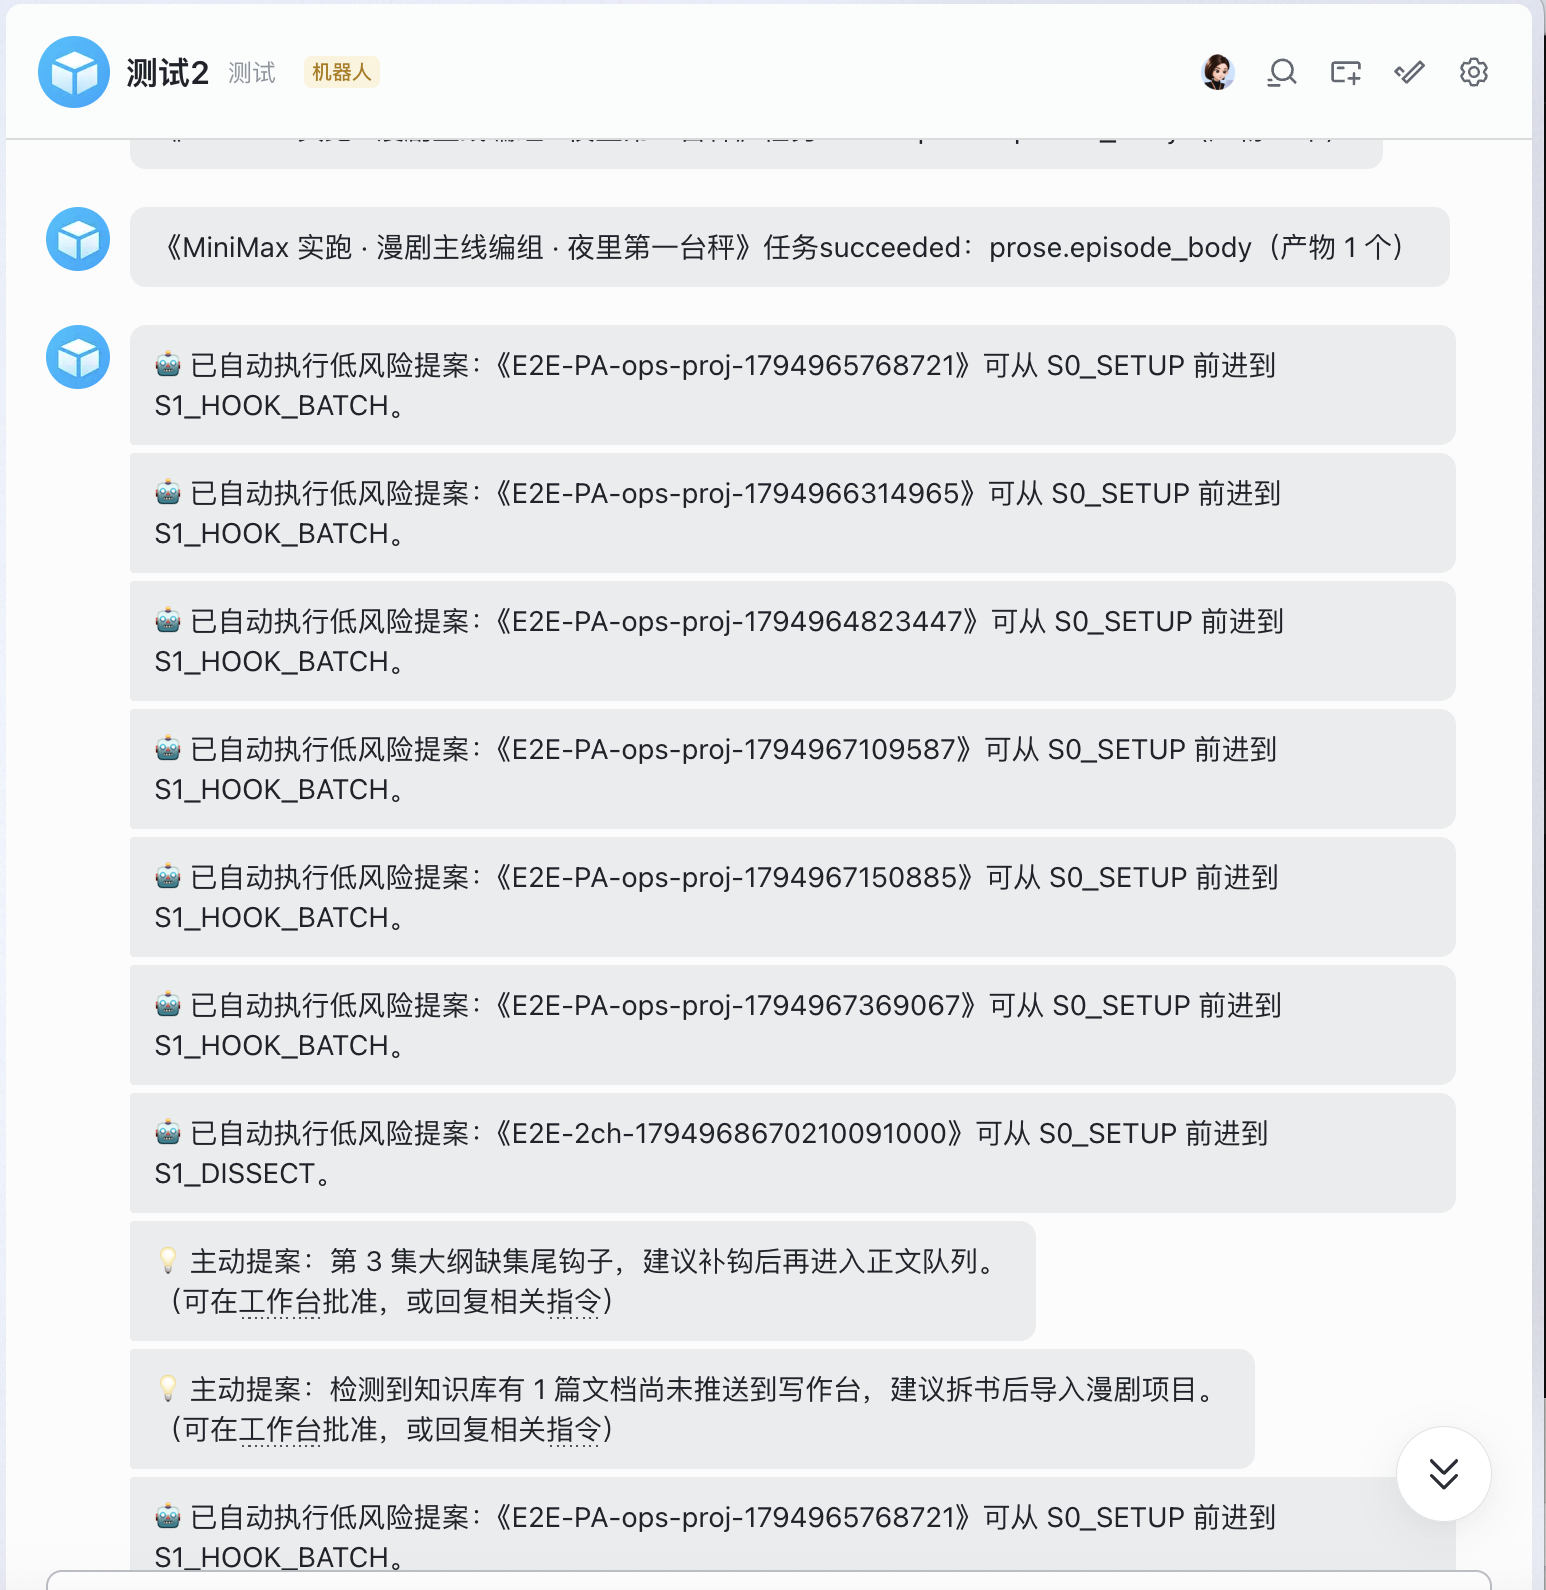 测试2 测试 机器人
《MiniMax 实跑 · 漫剧主线编组 · 夜里第一台秤》任务succeeded：prose.episode_body（产物 1 个）
🤖 已自动执行低风险提案：《E2E-PA-ops-proj-1794965768721》可从 S0_SETUP 前进到
S1_HOOK_BATCH。
🤖 已自动执行低风险提案：《E2E-PA-ops-proj-1794966314965》可从 S0_SETUP 前进到
S1_HOOK_BATCH。
🤖 已自动执行低风险提案：《E2E-PA-ops-proj-1794964823447》可从 S0_SETUP 前进到
S1_HOOK_BATCH。
🤖 已自动执行低风险提案：《E2E-PA-ops-proj-1794967109587》可从 S0_SETUP 前进到
S1_HOOK_BATCH。
🤖 已自动执行低风险提案：《E2E-PA-ops-proj-1794967150885》可从 S0_SETUP 前进到
S1_HOOK_BATCH。
🤖 已自动执行低风险提案：《E2E-PA-ops-proj-1794967369067》可从 S0_SETUP 前进到
S1_HOOK_BATCH。
🤖 已自动执行低风险提案：《E2E-2ch-1794968670210091000》可从 S0_SETUP 前进到
S1_DISSECT。
💡 主动提案：第 3 集大纲缺集尾钩子，建议补钩后再进入正文队列。
（可在工作台批准，或回复相关指令）
💡 主动提案：检测到知识库有 1 篇文档尚未推送到写作台，建议拆书后导入漫剧项目。
（可在工作台批准，或回复相关指令）
🤖 已自动执行低风险提案：《E2E-PA-ops-proj-1794965768721》可从 S0_SETUP 前进到
S1_HOOK_BATCH。